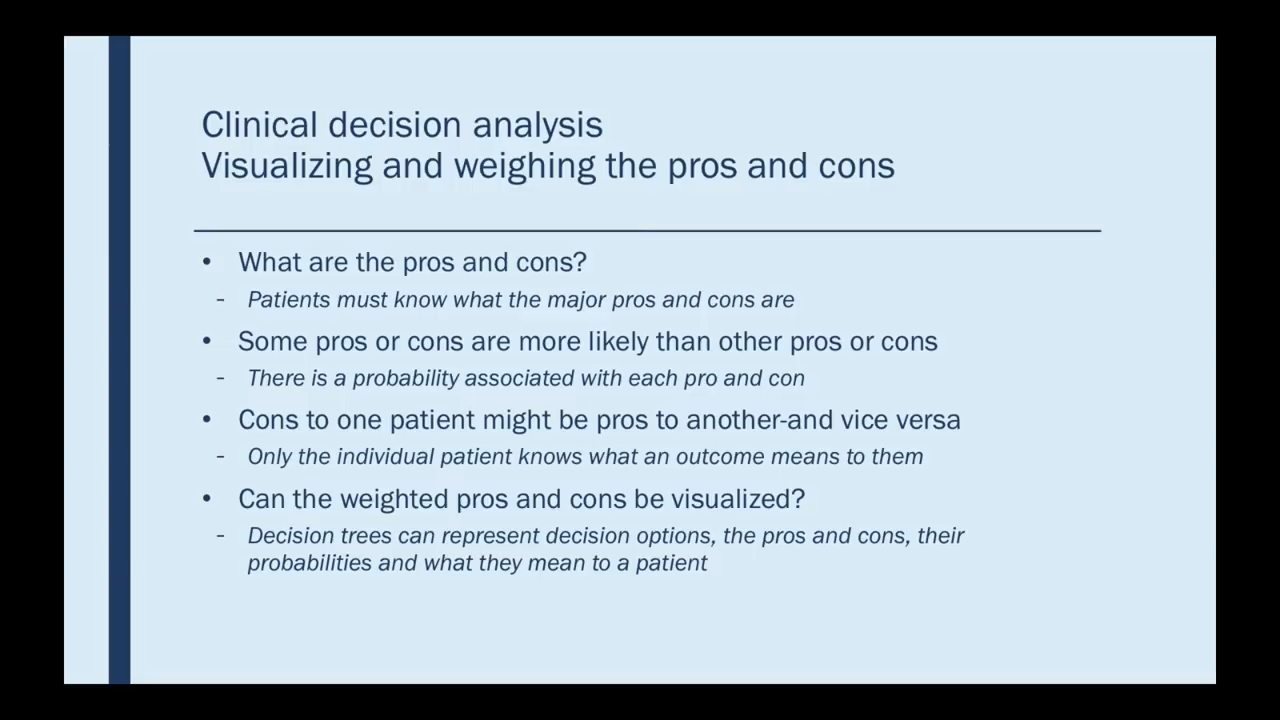 Clinical decision analysis
Visualizing and weighing the pros and cons
• What are the pros and cons?
- Patients must know what the major pros and cons are
• Some pros or cons are more likely than other pros or cons
- There is a probability associated with each pro and con
• Cons to one patient might be pros to another-and vice versa
- Only the individual patient knows what an outcome means to them
• Can the weighted pros and cons be visualized?
- Decision trees can represent decision options, the pros and cons, their
probabilities and what they mean to a patient